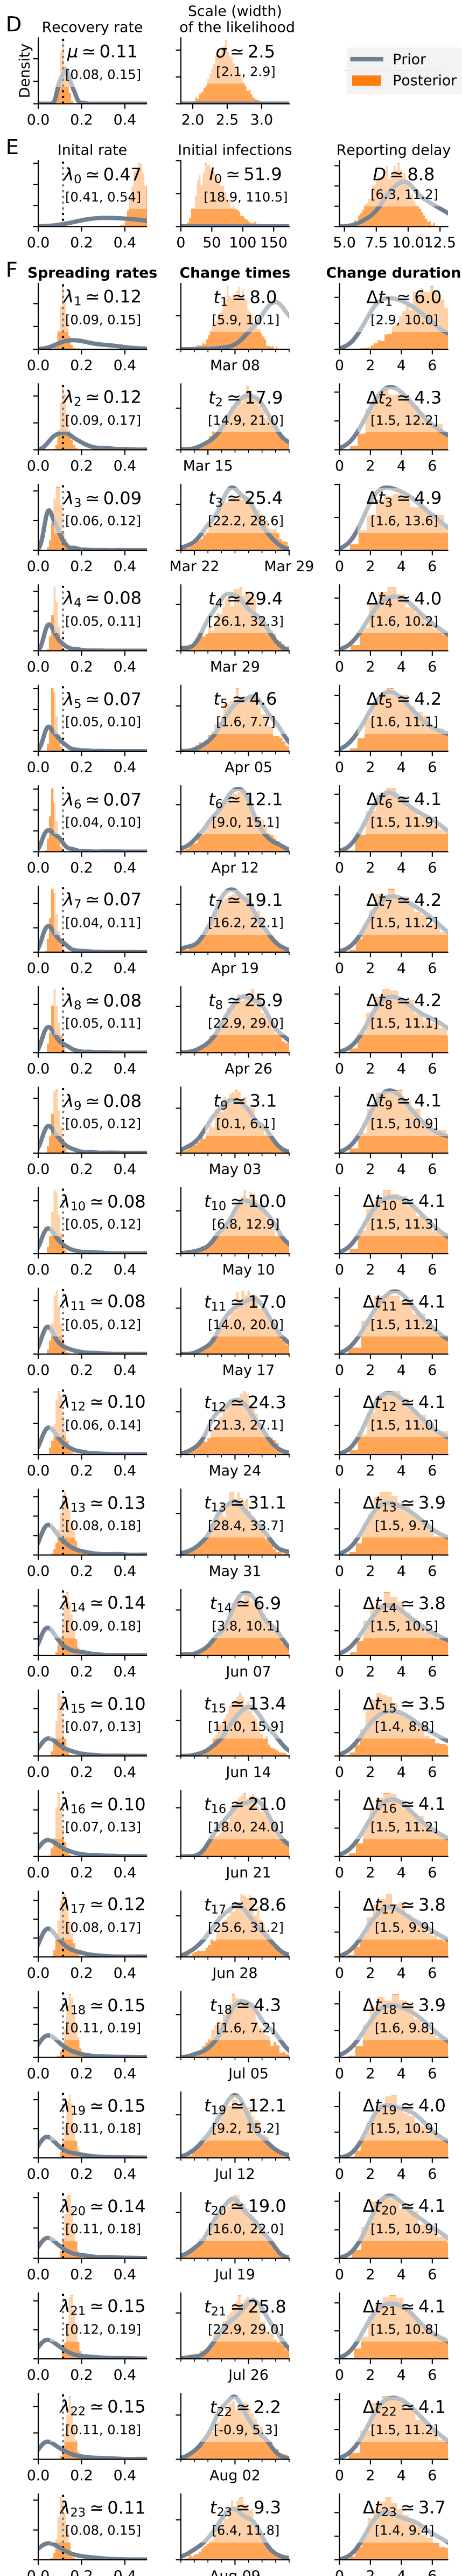 D
Recovery rate
Scale (width)
of the likelihood
Density
μ ≃ 0.11
[0.08, 0.15]
σ ≃ 2.5
[2.1, 2.9]
Prior
Posterior
0.0 0.2 0.4
2.0 2.5 3.0
E
Inital rate
Initial infections
Reporting delay
λ0 ≃ 0.47
[0.41, 0.54]
I0 ≃ 51.9
[18.9, 110.5]
D ≃ 8.8
[6.3, 11.2]
0.0 0.2 0.4
0 50 100 150
5.0 7.5 10.0 12.5
F
Spreading rates
Change times
Change duration
λ1 ≃ 0.12
[0.09, 0.15]
t1 ≃ 8.0
[5.9, 10.1]
Δt1 ≃ 6.0
[2.9, 10.0]
0.0 0.2 0.4
Mar 08
0 2 4 6
λ2 ≃ 0.12
[0.09, 0.17]
t2 ≃ 17.9
[14.9, 21.0]
Δt2 ≃ 4.3
[1.5, 12.2]
0.0 0.2 0.4
Mar 15
0 2 4 6
λ3 ≃ 0.09
[0.06, 0.12]
t3 ≃ 25.4
[22.2, 28.6]
Δt3 ≃ 4.9
[1.6, 13.6]
0.0 0.2 0.4
Mar 22 Mar 29
0 2 4 6
λ4 ≃ 0.08
[0.05, 0.11]
t4 ≃ 29.4
[26.1, 32.3]
Δt4 ≃ 4.0
[1.6, 10.2]
0.0 0.2 0.4
Mar 29
0 2 4 6
λ5 ≃ 0.07
[0.05, 0.10]
t5 ≃ 4.6
[1.6, 7.7]
Δt5 ≃ 4.2
[1.6, 11.1]
0.0 0.2 0.4
Apr 05
0 2 4 6
λ6 ≃ 0.07
[0.04, 0.10]
t6 ≃ 12.1
[9.0, 15.1]
Δt6 ≃ 4.1
[1.5, 11.9]
0.0 0.2 0.4
Apr 12
0 2 4 6
λ7 ≃ 0.07
[0.04, 0.11]
t7 ≃ 19.1
[16.2, 22.1]
Δt7 ≃ 4.2
[1.5, 11.2]
0.0 0.2 0.4
Apr 19
0 2 4 6
λ8 ≃ 0.08
[0.05, 0.11]
t8 ≃ 25.9
[22.9, 29.0]
Δt8 ≃ 4.2
[1.5, 11.1]
0.0 0.2 0.4
Apr 26
0 2 4 6
λ9 ≃ 0.08
[0.05, 0.12]
t9 ≃ 3.1
[0.1, 6.1]
Δt9 ≃ 4.1
[1.5, 10.9]
0.0 0.2 0.4
May 03
0 2 4 6
λ10 ≃ 0.08
[0.05, 0.12]
t10 ≃ 10.0
[6.8, 12.9]
Δt10 ≃ 4.1
[1.5, 11.3]
0.0 0.2 0.4
May 10
0 2 4 6
λ11 ≃ 0.08
[0.05, 0.12]
t11 ≃ 17.0
[14.0, 20.0]
Δt11 ≃ 4.1
[1.5, 11.2]
0.0 0.2 0.4
May 17
0 2 4 6
λ12 ≃ 0.10
[0.06, 0.14]
t12 ≃ 24.3
[21.3, 27.1]
Δt12 ≃ 4.1
[1.5, 11.0]
0.0 0.2 0.4
May 24
0 2 4 6
λ13 ≃ 0.13
[0.08, 0.18]
t13 ≃ 31.1
[28.4, 33.7]
Δt13 ≃ 3.9
[1.5, 9.7]
0.0 0.2 0.4
May 31
0 2 4 6
λ14 ≃ 0.14
[0.09, 0.18]
t14 ≃ 6.9
[3.8, 10.1]
Δt14 ≃ 3.8
[1.5, 10.5]
0.0 0.2 0.4
Jun 07
0 2 4 6
λ15 ≃ 0.10
[0.07, 0.13]
t15 ≃ 13.4
[11.0, 15.9]
Δt15 ≃ 3.5
[1.4, 8.8]
0.0 0.2 0.4
Jun 14
0 2 4 6
λ16 ≃ 0.10
[0.07, 0.13]
t16 ≃ 21.0
[18.0, 24.0]
Δt16 ≃ 4.1
[1.5, 11.2]
0.0 0.2 0.4
Jun 21
0 2 4 6
λ17 ≃ 0.12
[0.08, 0.17]
t17 ≃ 28.6
[25.6, 31.2]
Δt17 ≃ 3.8
[1.5, 9.9]
0.0 0.2 0.4
Jun 28
0 2 4 6
λ18 ≃ 0.15
[0.11, 0.19]
t18 ≃ 4.3
[1.6, 7.2]
Δt18 ≃ 3.9
[1.6, 9.8]
0.0 0.2 0.4
Jul 05
0 2 4 6
λ19 ≃ 0.15
[0.11, 0.18]
t19 ≃ 12.1
[9.2, 15.2]
Δt19 ≃ 4.0
[1.5, 10.9]
0.0 0.2 0.4
Jul 12
0 2 4 6
λ20 ≃ 0.14
[0.11, 0.18]
t20 ≃ 19.0
[16.0, 22.0]
Δt20 ≃ 4.1
[1.5, 10.9]
0.0 0.2 0.4
Jul 19
0 2 4 6
λ21 ≃ 0.15
[0.12, 0.19]
t21 ≃ 25.8
[22.9, 29.0]
Δt21 ≃ 4.1
[1.5, 10.8]
0.0 0.2 0.4
Jul 26
0 2 4 6
λ22 ≃ 0.15
[0.11, 0.18]
t22 ≃ 2.2
[-0.9, 5.3]
Δt22 ≃ 4.1
[1.5, 11.2]
0.0 0.2 0.4
Aug 02
0 2 4 6
λ23 ≃ 0.11
[0.08, 0.15]
t23 ≃ 9.3
[6.4, 11.8]
Δt23 ≃ 3.7
[1.4, 9.4]
0.0 0.2 0.4
Aug 09
0 2 4 6